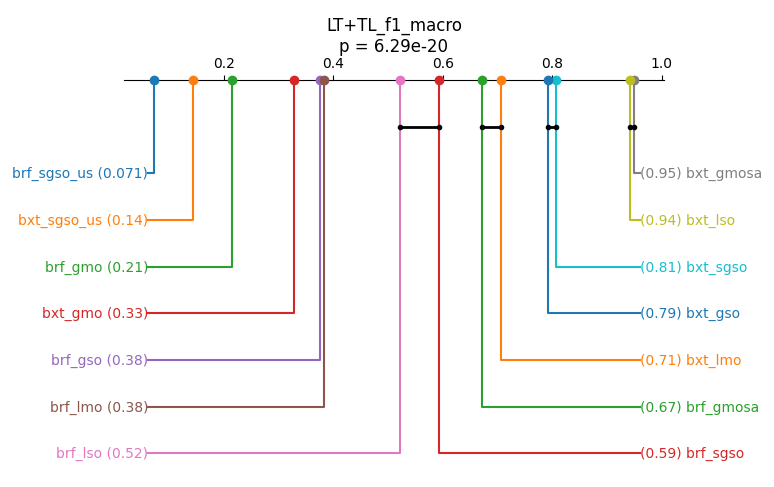 LT+TL_f1_macro
p = 6.29e-20
0.2 0.4 0.6 0.8 1.0
brf_sgso_us (0.071) (0.95) bxt_gmosa
bxt_sgso_us (0.14) (0.94) bxt_lso
brf_gmo (0.21) (0.81) bxt_sgso
bxt_gmo (0.33) (0.79) bxt_gso
brf_gso (0.38) (0.71) bxt_lmo
brf_lmo (0.38) (0.67) brf_gmosa
brf_lso (0.52) (0.59) brf_sgso